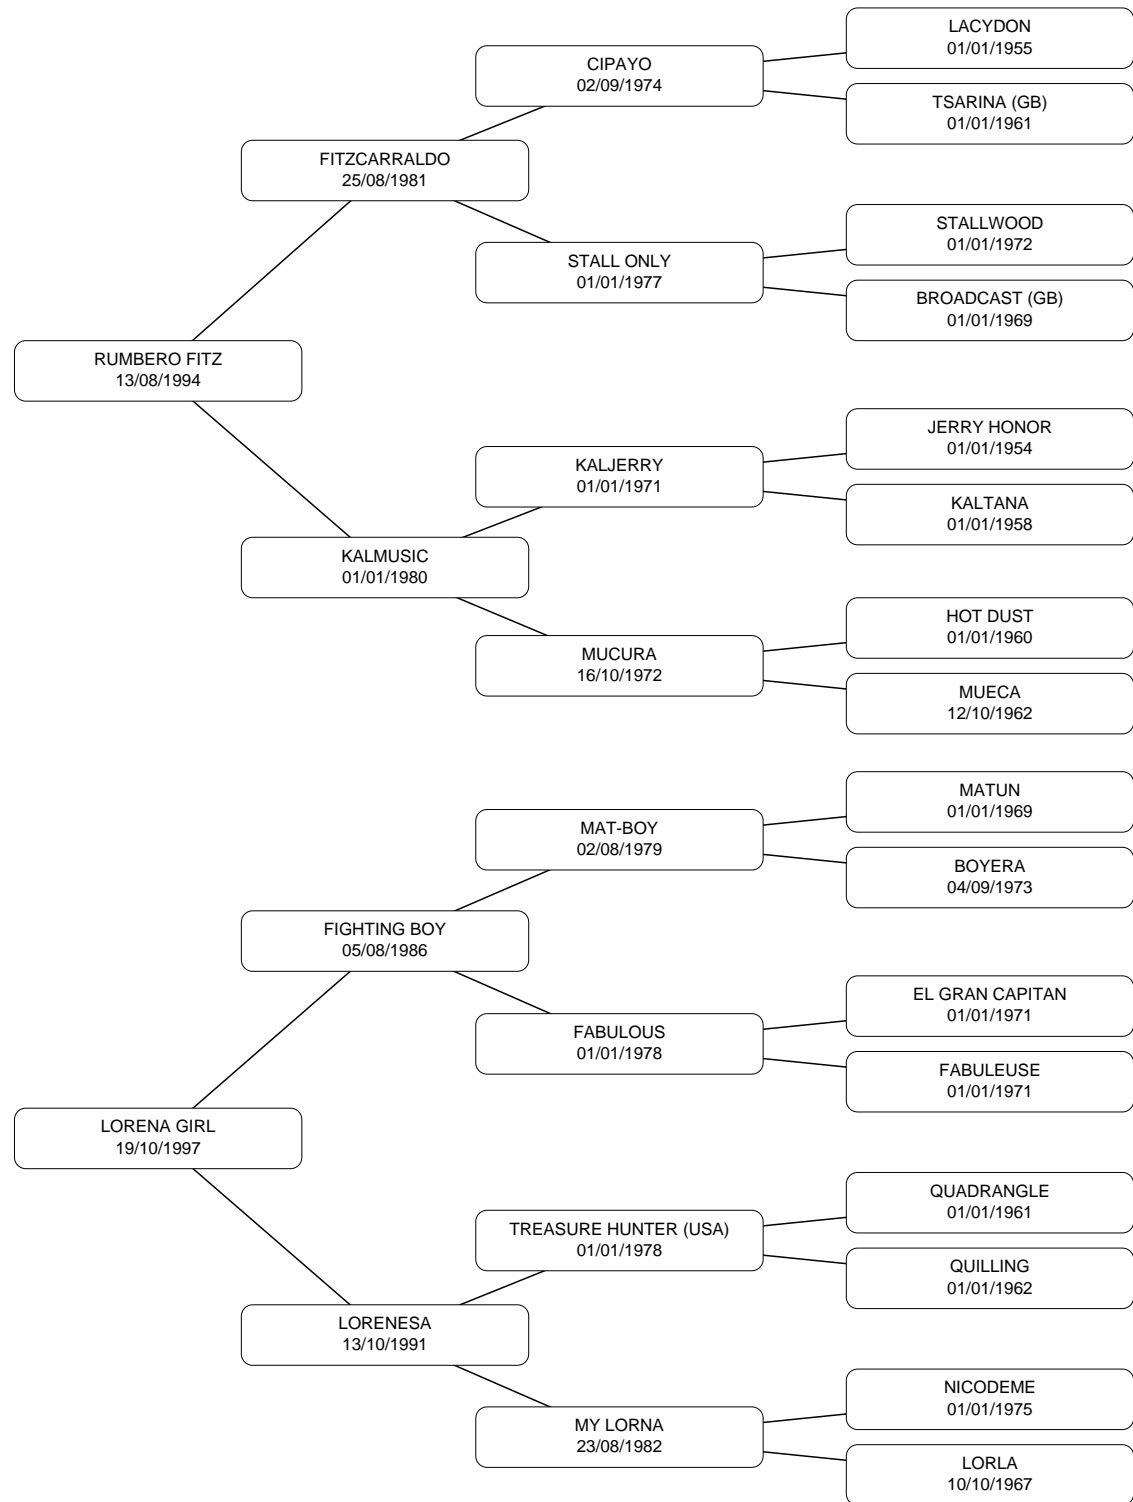 LACYDON
01/01/1955
CIPAYO
02/09/1974
TSARINA (GB)
01/01/1961
FITZCARRALDO
25/08/1981
STALLWOOD
01/01/1972
STALL ONLY
01/01/1977
BROADCAST (GB)
01/01/1969
RUMBERO FITZ
13/08/1994
JERRY HONOR
01/01/1954
KALJERRY
01/01/1971
KALTANA
01/01/1958
KALMUSIC
01/01/1980
HOT DUST
01/01/1960
MUCURA
16/10/1972
MUECA
12/10/1962
MATUN
01/01/1969
MAT-BOY
02/08/1979
BOYERA
04/09/1973
FIGHTING BOY
05/08/1986
EL GRAN CAPITAN
01/01/1971
FABULOUS
01/01/1978
FABULEUSE
01/01/1971
LORENA GIRL
19/10/1997
QUADRANGLE
01/01/1961
TREASURE HUNTER (USA)
01/01/1978
QUILLING
01/01/1962
LORENESA
13/10/1991
NICODEME
01/01/1975
MY LORNA
23/08/1982
LORLA
10/10/1967